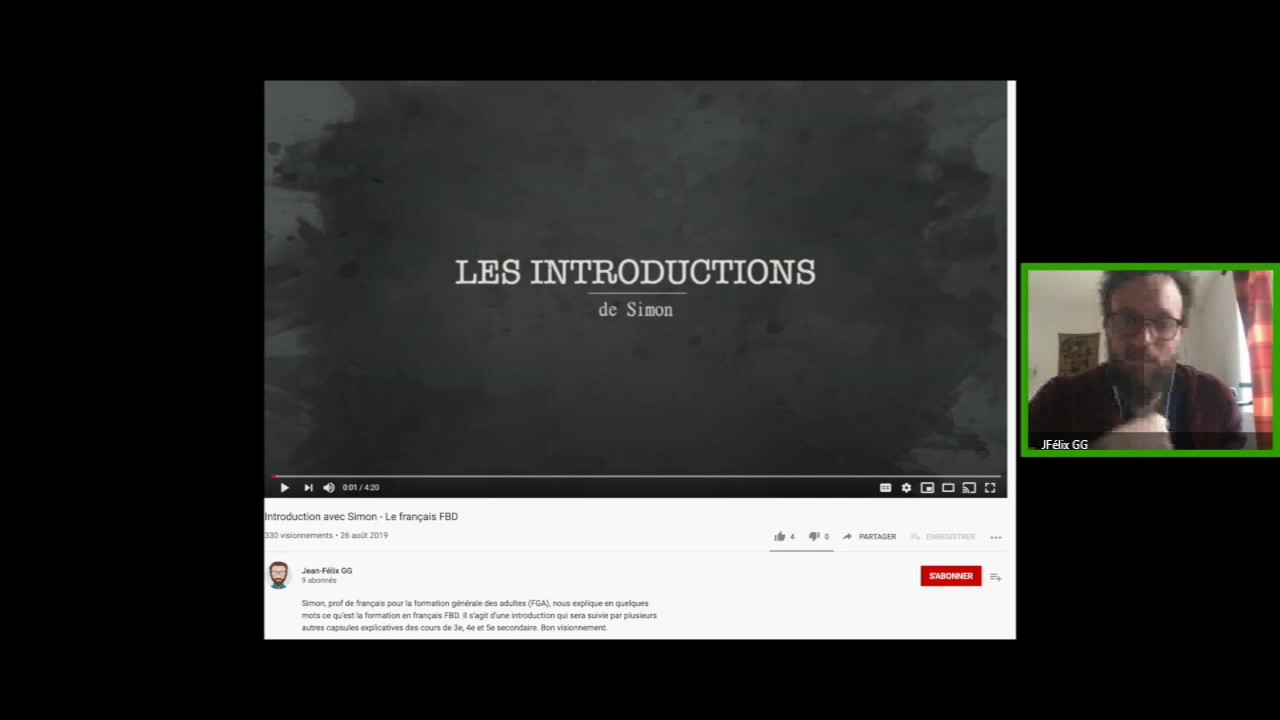 LES INTRODUCTIONS
de Simon
0:01 / 4:20
Introduction avec Simon - Le français FBD
330 visionnements • 26 août 2019
4
0
PARTAGER
ENREGISTRER
Jean-Félix GG
9 abonnés
S'ABONNER
Simon, prof de français pour la formation générale des adultes (FGA), nous explique en quelques
mots ce qu'est la formation en français FBD. Il s'agit d'une introduction qui sera suivie par plusieurs
autres capsules explicatives des cours de 3e, 4e et 5e secondaire. Bon visionnement.
JFélix GG